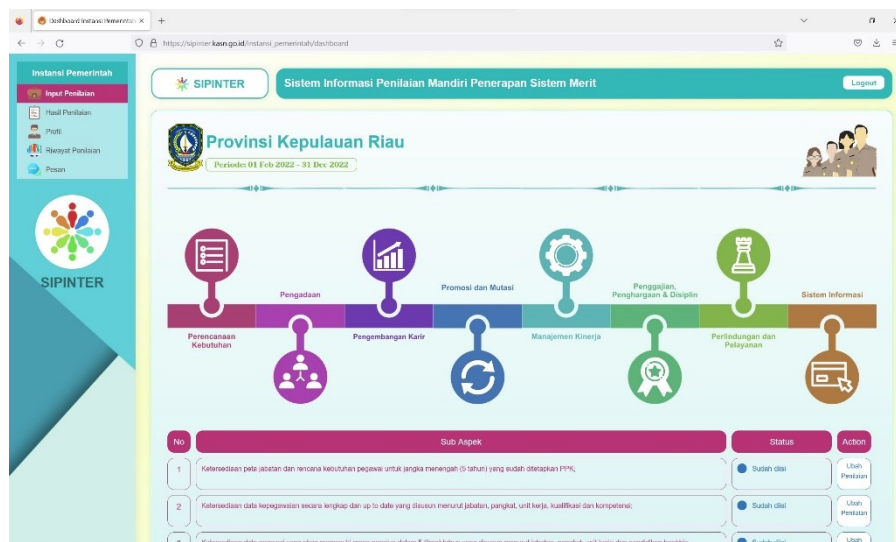 Dashboard Instansi Pemerintah
https://sipinter.kasn.go.id/instansi_pemerintah/dashboard
Instansi Pemerintah
Input Penilaian
Hasil Penilaian
Profil
Riwayat Penilaian
Pesan
SIPINTER
SIPINTER
Sistem Informasi Penilaian Mandiri Penerapan Sistem Merit
Logout
Provinsi Kepulauan Riau
Periode: 01 Feb 2022 - 31 Dec 2022
Perencanaan
Kebutuhan
Pengadaan
Pengembangan Karir
Promosi dan Mutasi
Manajemen Kinerja
Penggajian,
Penghargaan & Disiplin
Perlindungan dan
Pelayanan
Sistem Informasi
No
Sub Aspek
Status
Action
1
Ketersediaan peta jabatan dan rencana kebutuhan pegawai untuk jangka menengah (5 tahun) yang sudah ditetapkan PPK;
Sudah diisi
Ubah
Penilaian
2
Ketersediaan data kepegawaian secara lengkap dan up to date yang disusun menurut jabatan, pangkat, unit kerja, kualifikasi dan kompetensi;
Sudah diisi
Ubah
Penilaian